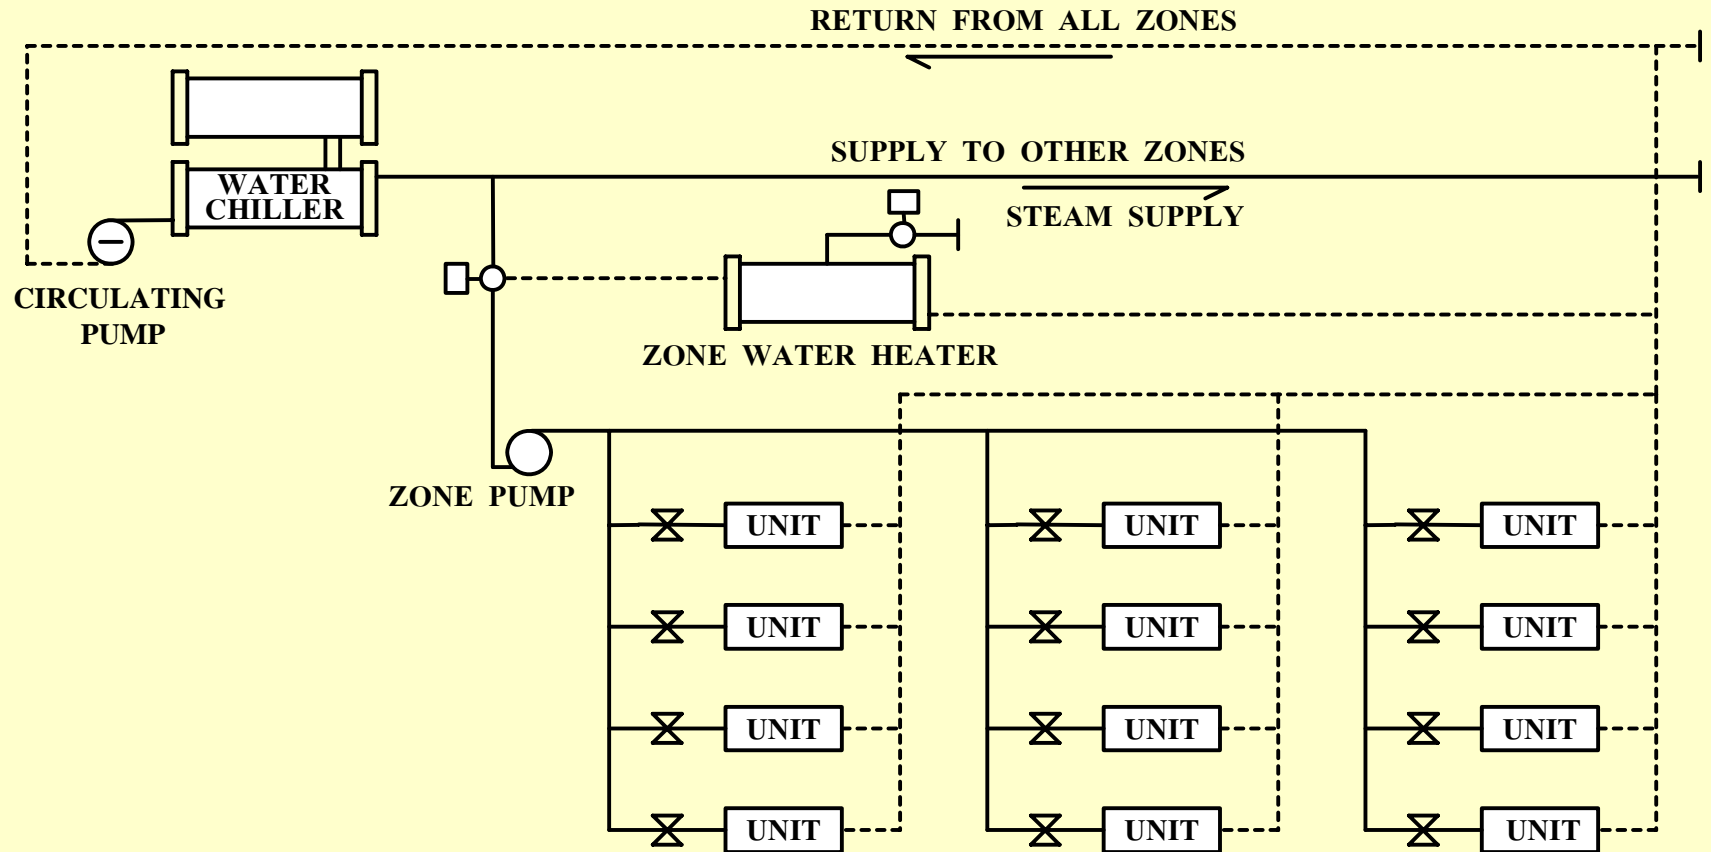 RETURN FROM ALL ZONES
SUPPLY TO OTHER ZONES
WATER
CHILLER
STEAM SUPPLY
CIRCULATING
PUMP
ZONE WATER HEATER
ZONE PUMP
UNIT UNIT UNIT
UNIT UNIT UNIT
UNIT UNIT UNIT
UNIT UNIT UNIT